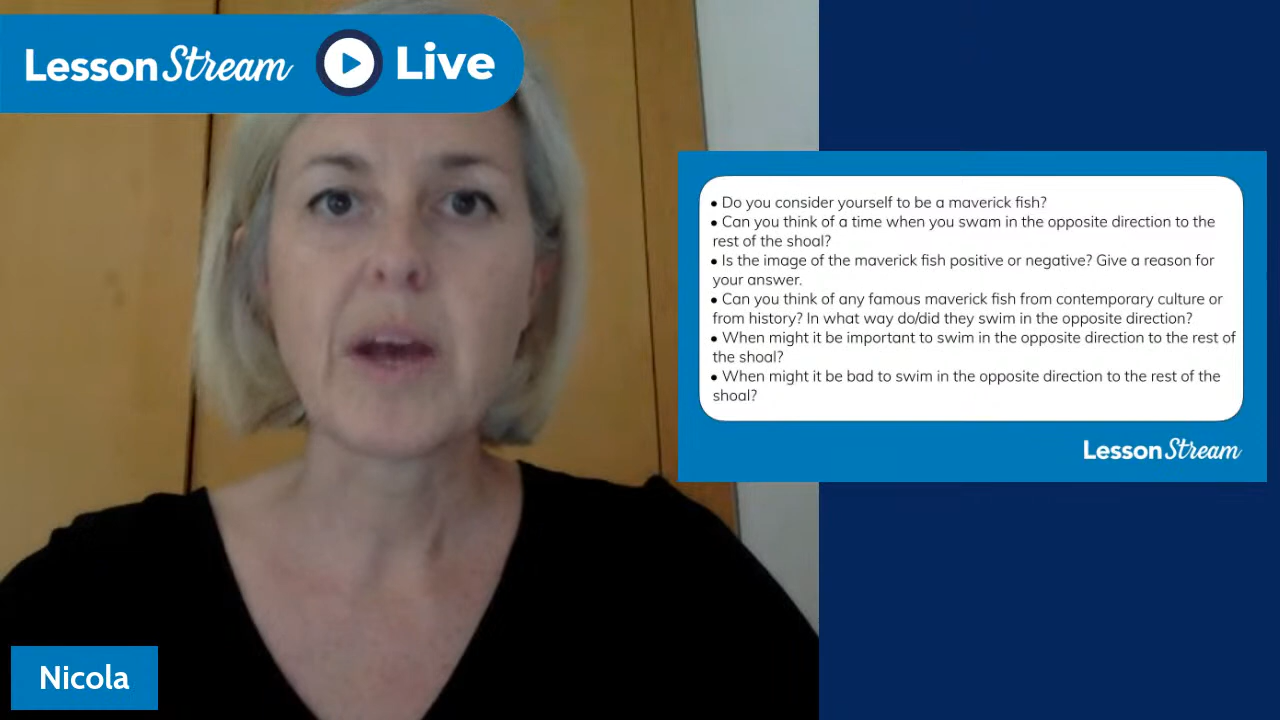 LessonStream Live
• Do you consider yourself to be a maverick fish?
• Can you think of a time when you swam in the opposite direction to the
rest of the shoal?
• Is the image of the maverick fish positive or negative? Give a reason for
your answer.
• Can you think of any famous maverick fish from contemporary culture or
from history? In what way do/did they swim in the opposite direction?
• When might it be important to swim in the opposite direction to the rest of
the shoal?
• When might it be bad to swim in the opposite direction to the rest of the
shoal?
LessonStream
Nicola